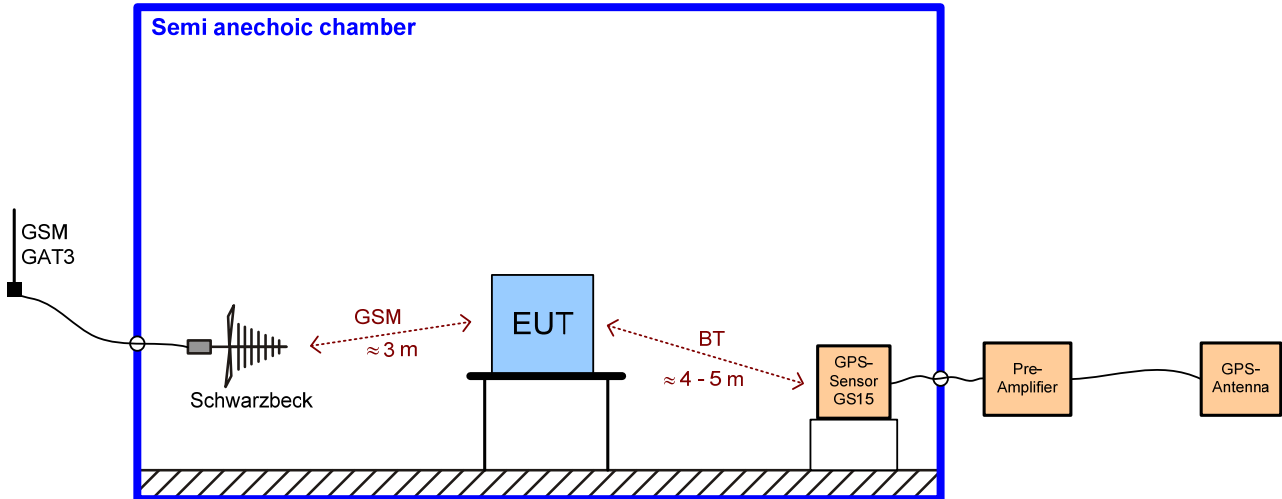 Semi anechoic chamber
GSM
GAT3
Schwarzbeck
GSM
≈ 3 m
EUT
BT
≈ 4 - 5 m
GPS-
Sensor
GS15
Pre-
Amplifier
GPS-
Antenna